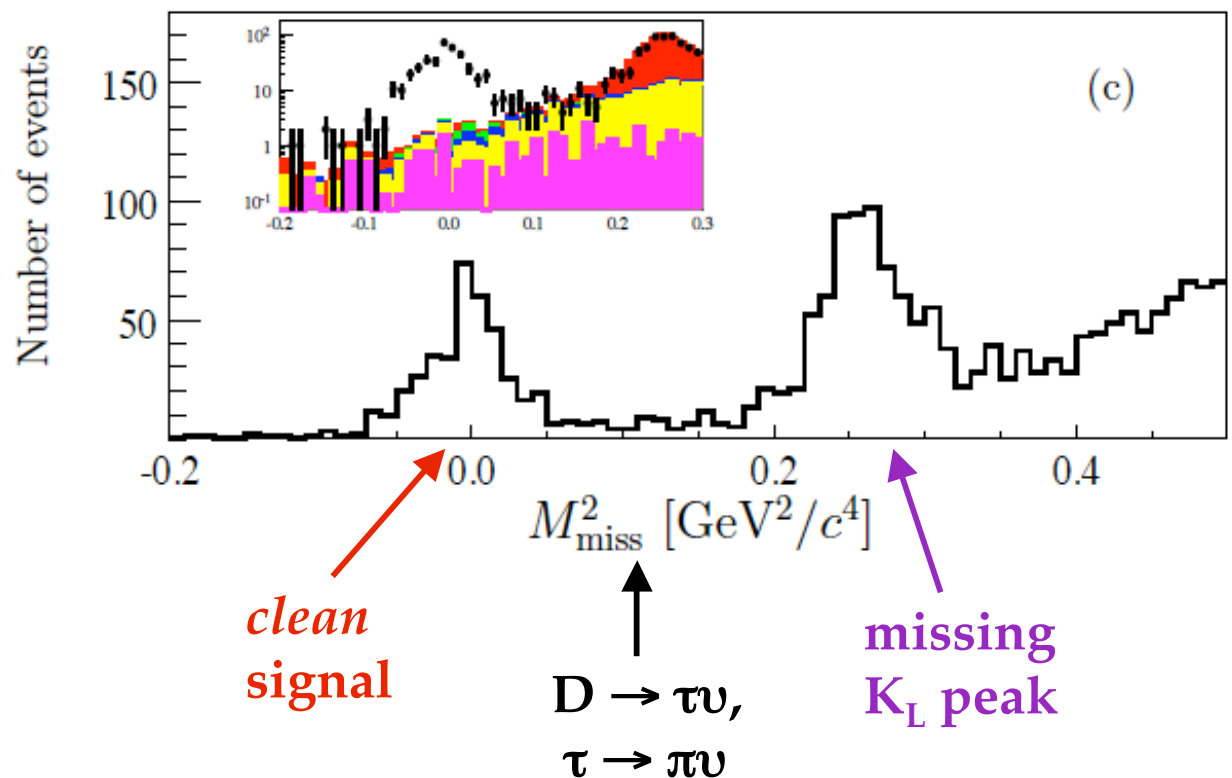 Number of events
150
100
50
10²
10
1
10⁻¹
-0.2 -0.1 0.0 0.1 0.2 0.3
(c)
-0.2 0.0 0.2 0.4
M²miss [GeV²/c⁴]
clean
signal
D → τυ,
τ → πυ
missing
K_L peak